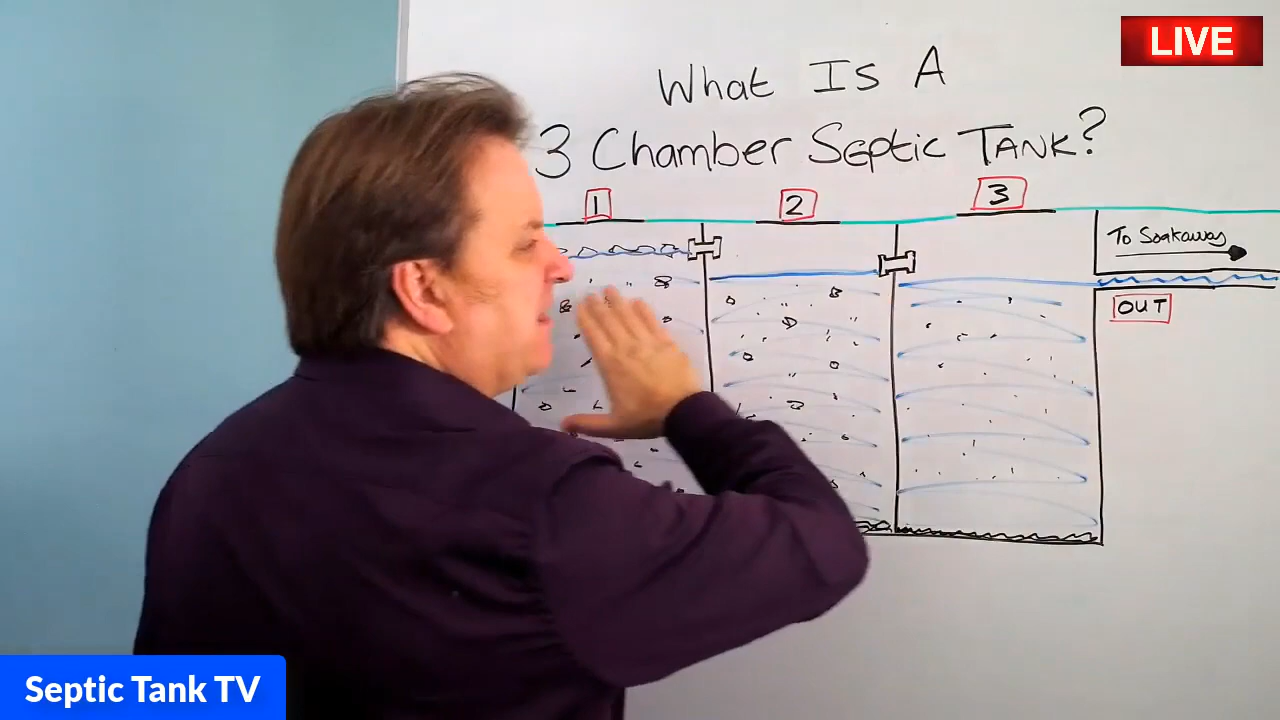 LIVE
What Is A
3 Chamber Septic Tank?
1
2
3
To Soakaway
OUT
Septic Tank TV